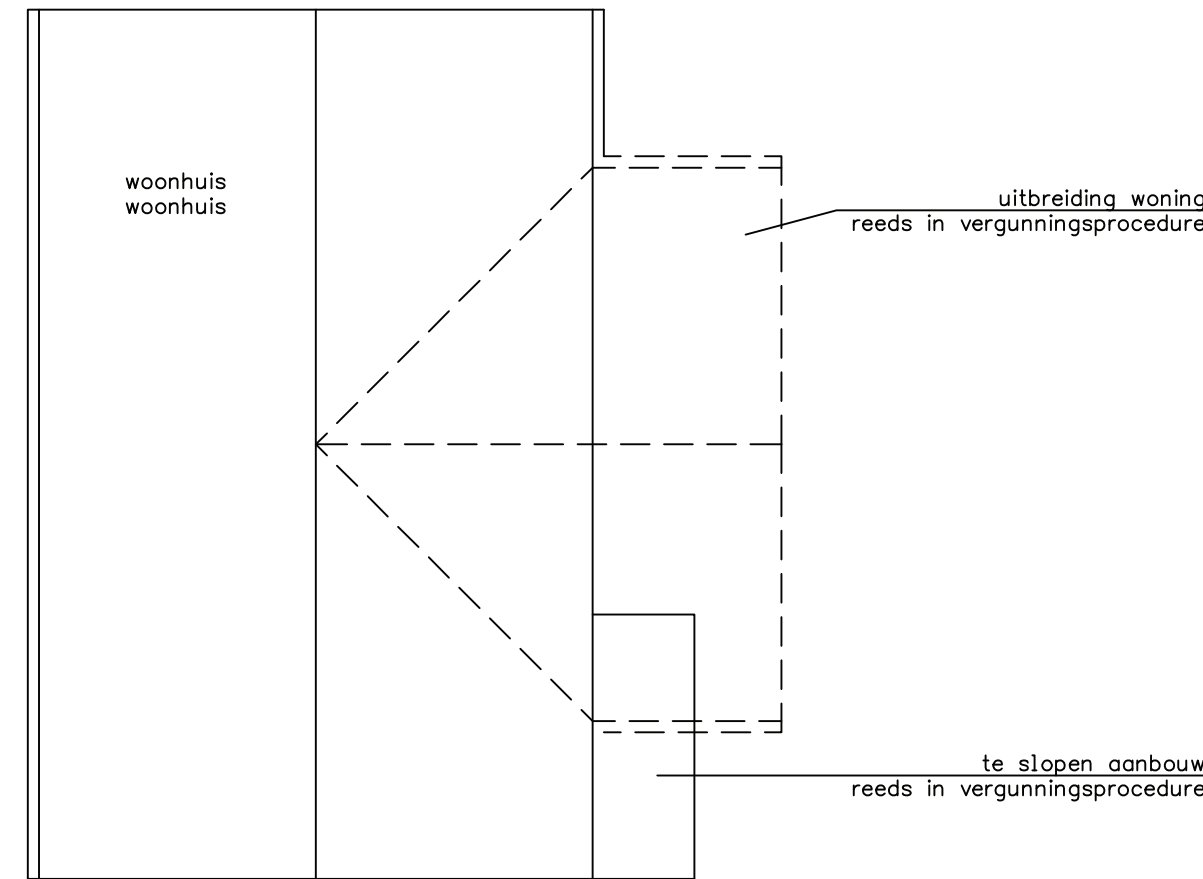 woonhuis
woonhuis
uitbreiding woning
reeds in vergunningsprocedure
te slopen aanbouw
reeds in vergunningsprocedure